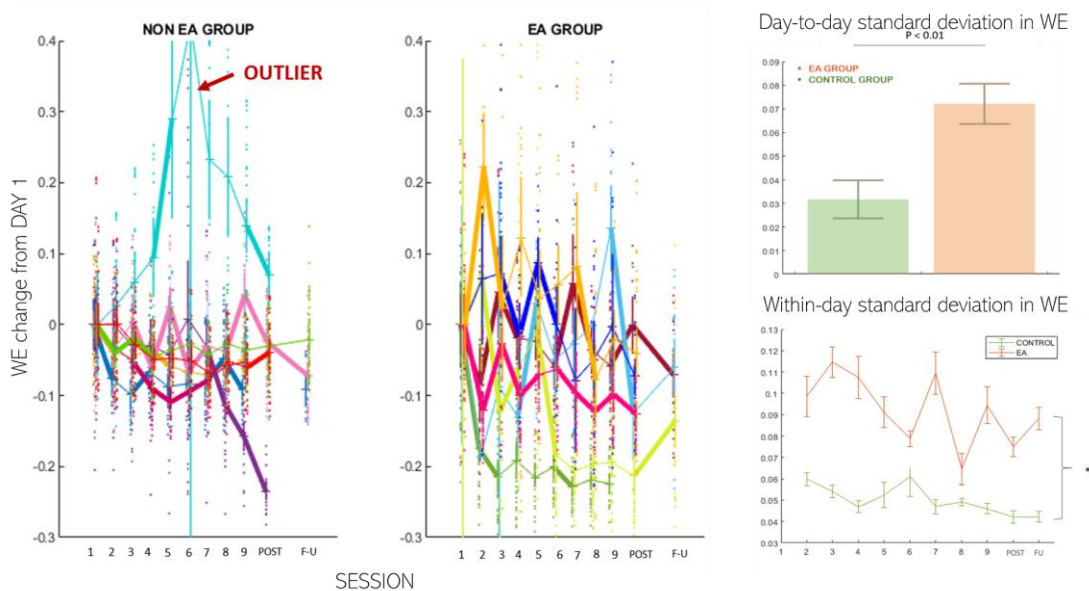 NON EA GROUP
0.4
0.3
0.2
0.1
0
-0.1
-0.2
-0.3
OUTLIER
WE change from DAY 1
1 2 3 4 5 6 7 8 9 POST F-U
EA GROUP
0.4
0.3
0.2
0.1
0
-0.1
-0.2
-0.3
1 2 3 4 5 6 7 8 9 POST F-U
SESSION
Day-to-day standard deviation in WE
P < 0.01
EA GROUP
CONTROL GROUP
0.09
0.08
0.07
0.06
0.05
0.04
0.03
0.02
0.01
0
Within-day standard deviation in WE
CONTROL
EA
0.13
0.12
0.11
0.1
0.09
0.08
0.07
0.06
0.05
0.04
0.03
1 2 3 4 5 6 7 8 9 POST FU